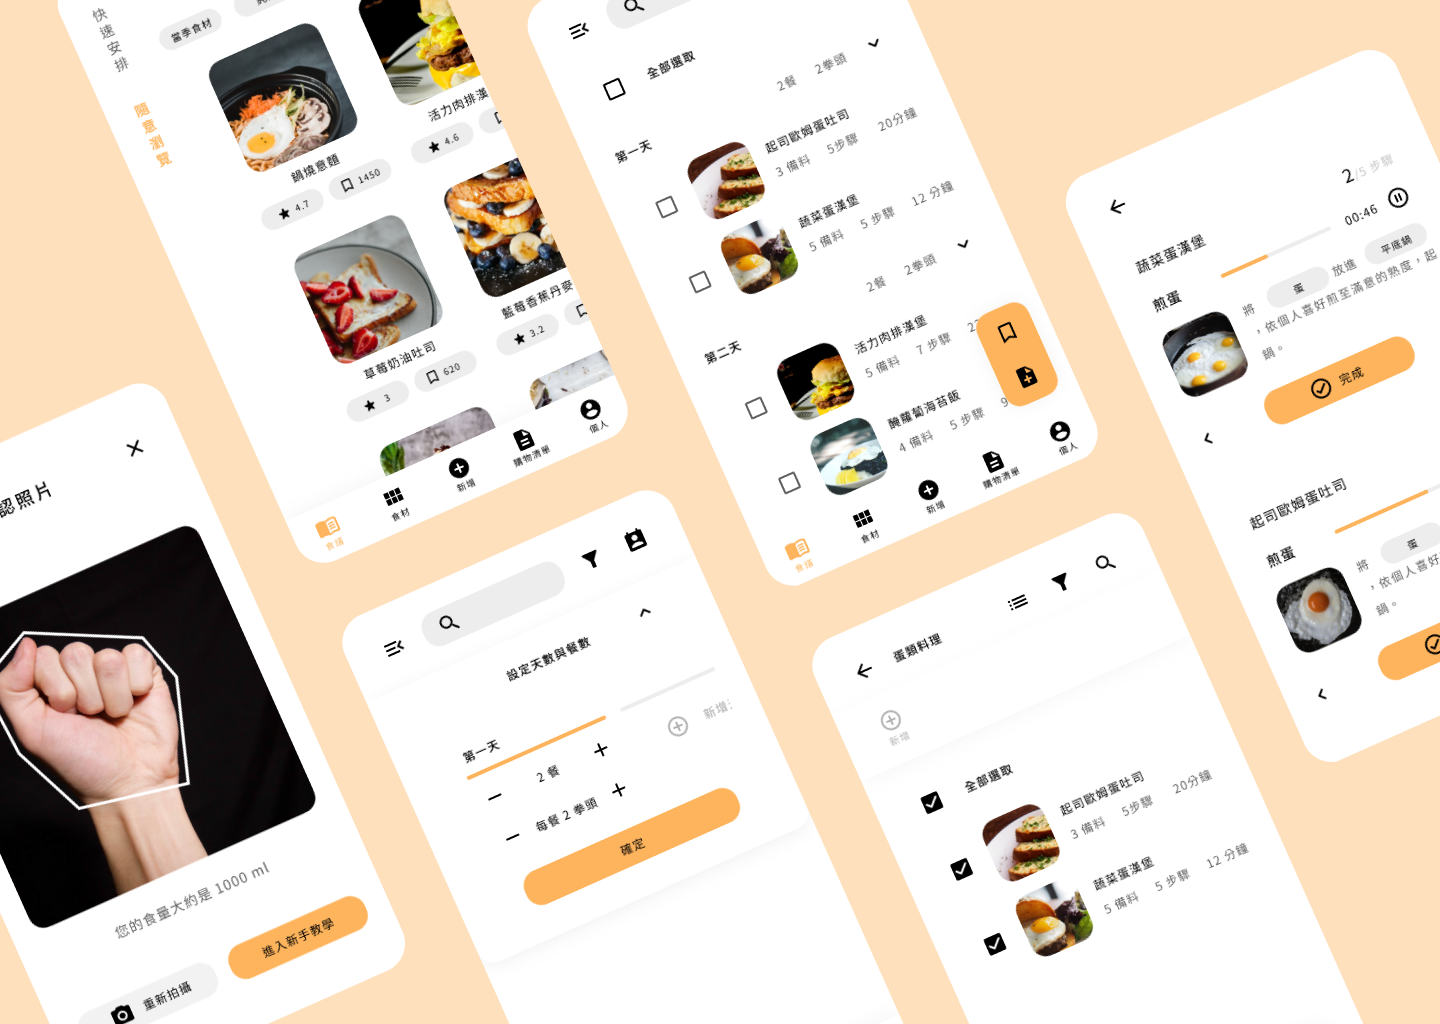 快速安排
隨意瀏覽
當季食材
鍋燒意麵
4.7
1450
活力肉排漢
4.6
草莓奶油吐司
3
620
藍莓香蕉丹麥
3.2
食譜
食材
新增
購物清單
個人
全部選取
2餐 2拳頭
第一天
起司歐姆蛋吐司
3 備料 5步驟 20分鐘
蔬菜蛋漢堡
5 備料 5 步驟 12 分鐘
2餐 2拳頭
第二天
活力肉排漢堡
5 備料 7 步驟
醃蘿蔔海苔飯
4 備料 5 步驟 9
食譜
食材
新增
購物清單
個人
2/5 步驟
00:46
蔬菜蛋漢堡
煎蛋
將 蛋 放進 平底鍋
，依個人喜好煎至滿意的熟度，起
鍋。
完成
起司歐姆蛋吐司
煎蛋
將 蛋
，依個人喜好
鍋。
認照片
您的食量大約是 1000 ml
重新拍攝
進入新手教學
設定天數與餐數
第一天
新增
2 餐
每餐 2 拳頭
確定
蛋類料理
新增
全部選取
起司歐姆蛋吐司
3 備料 5步驟 20分鐘
蔬菜蛋漢堡
5 備料 5 步驟 12 分鐘